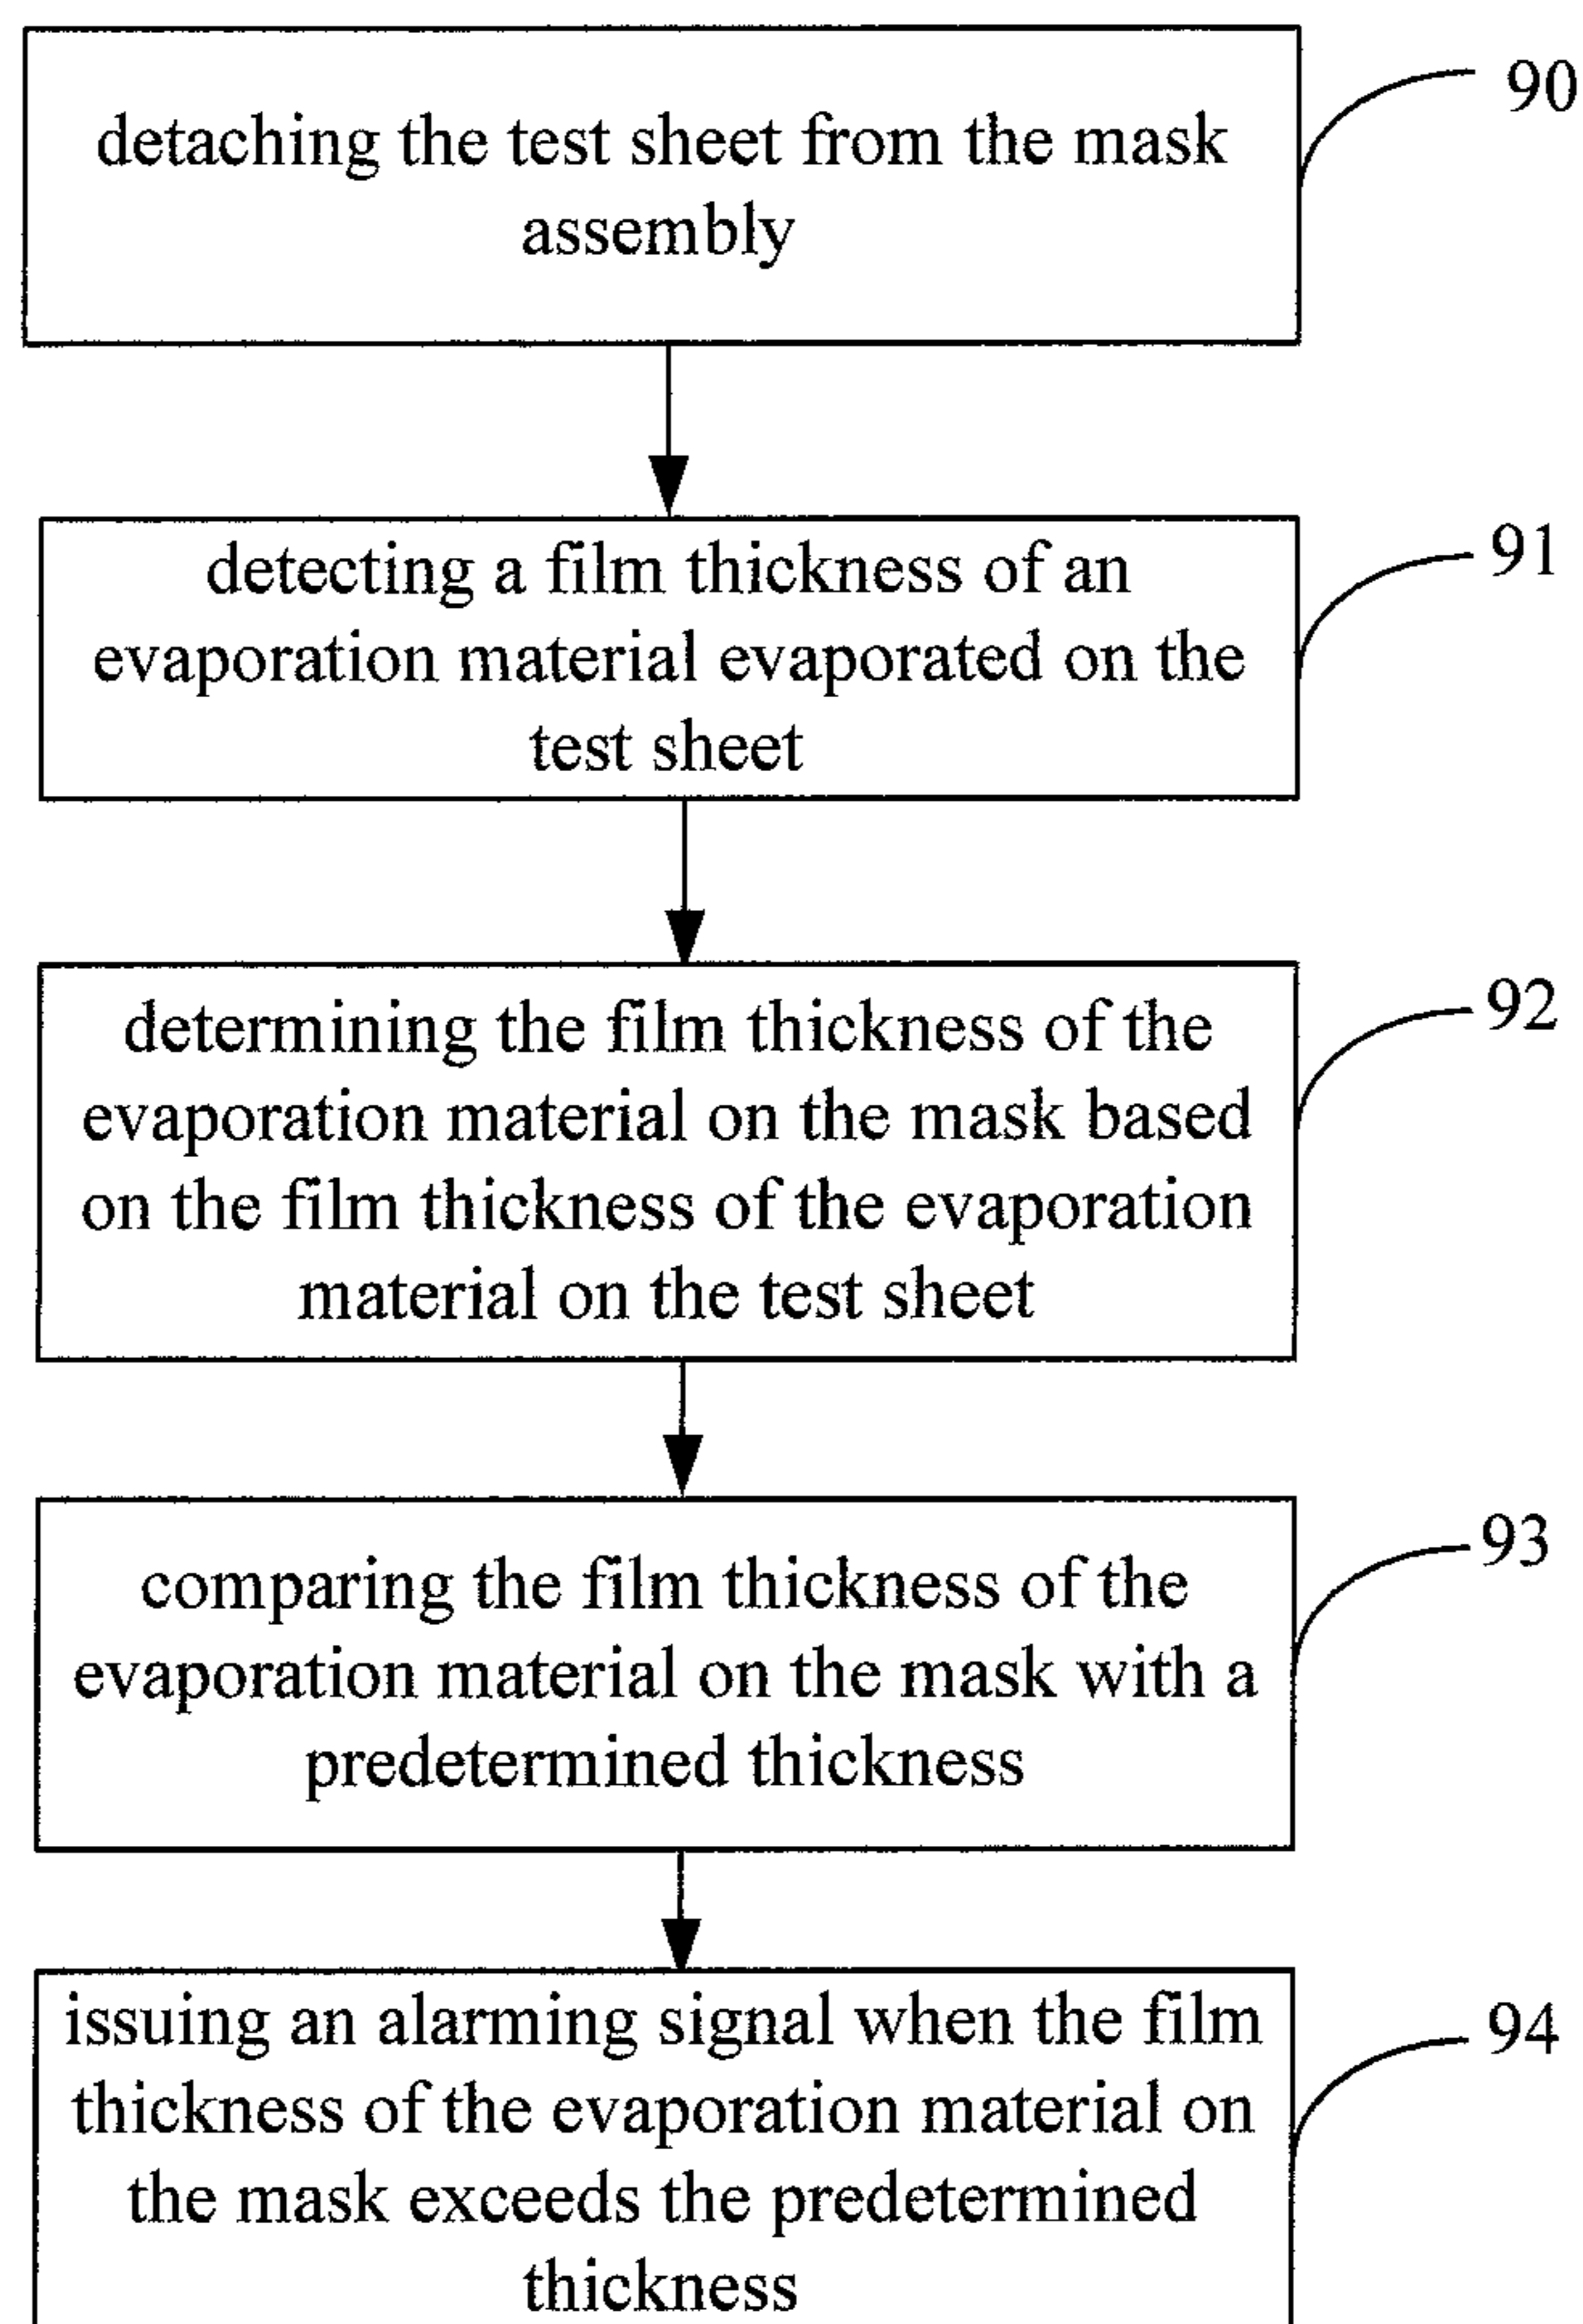 detaching the test sheet from the mask
assembly
90
detecting a film thickness of an
evaporation material evaporated on the
test sheet
91
determining the film thickness of the
evaporation material on the mask based
on the film thickness of the evaporation
material on the test sheet
92
comparing the film thickness of the
evaporation material on the mask with a
predetermined thickness
93
issuing an alarming signal when the film
thickness of the evaporation material on
the mask exceeds the predetermined
thickness
94